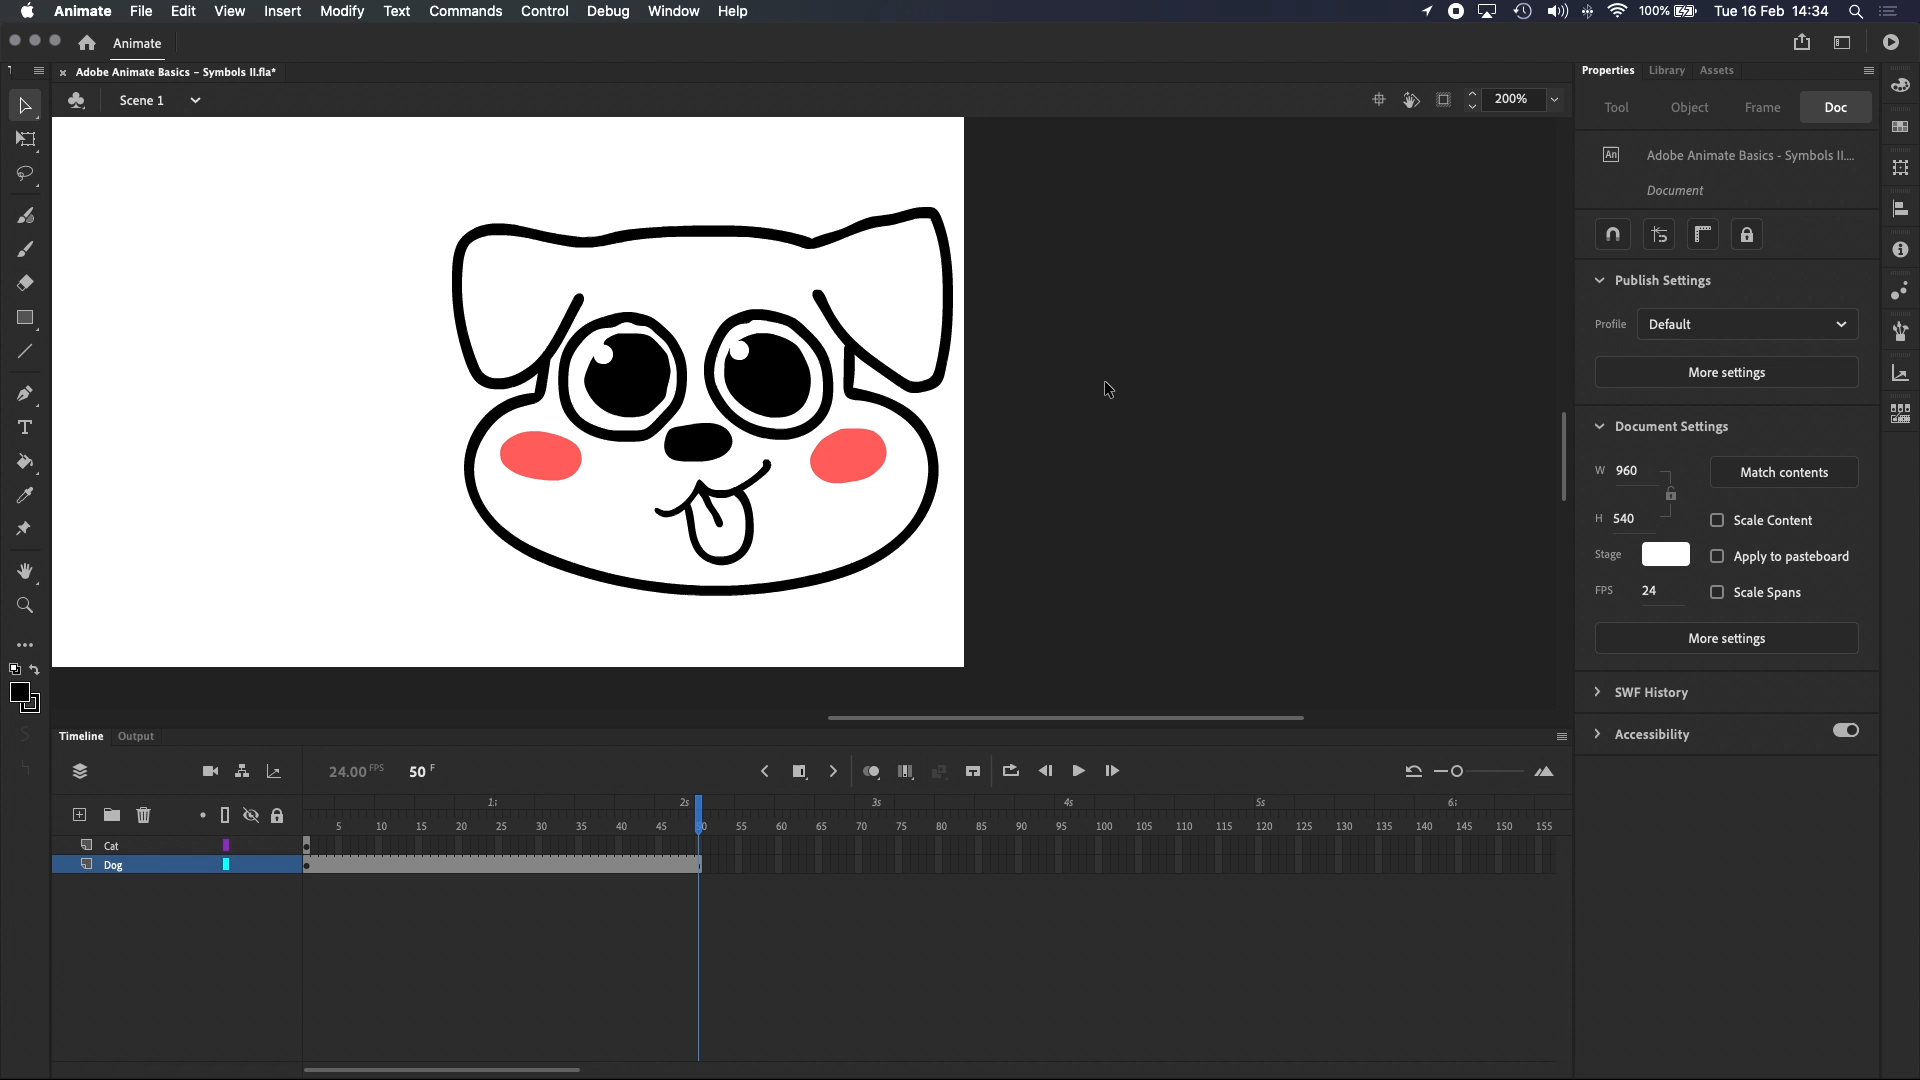 Animate File Edit View Insert Modify Text Commands Control Debug Window Help 100% Tue 16 Feb 14:34
Animate
× Adobe Animate Basics - Symbols II.fla*
Scene 1 200%
Properties Library Assets
Tool Object Frame Doc
An Adobe Animate Basics - Symbols II....
Document
Publish Settings
Profile Default
More settings
Document Settings
W 960 Match contents
H 540 Scale Content
Stage Apply to pasteboard
FPS 24 Scale Spans
More settings
SWF History
Accessibility
Timeline Output
24.00 FPS 50 F
2s 3s 4s 5s
5 10 15 20 25 30 35 40 45 55 60 65 70 75 80 85 90 95 100 105 110 115 120 125 130 135 140 145 150 155
Cat
Dog